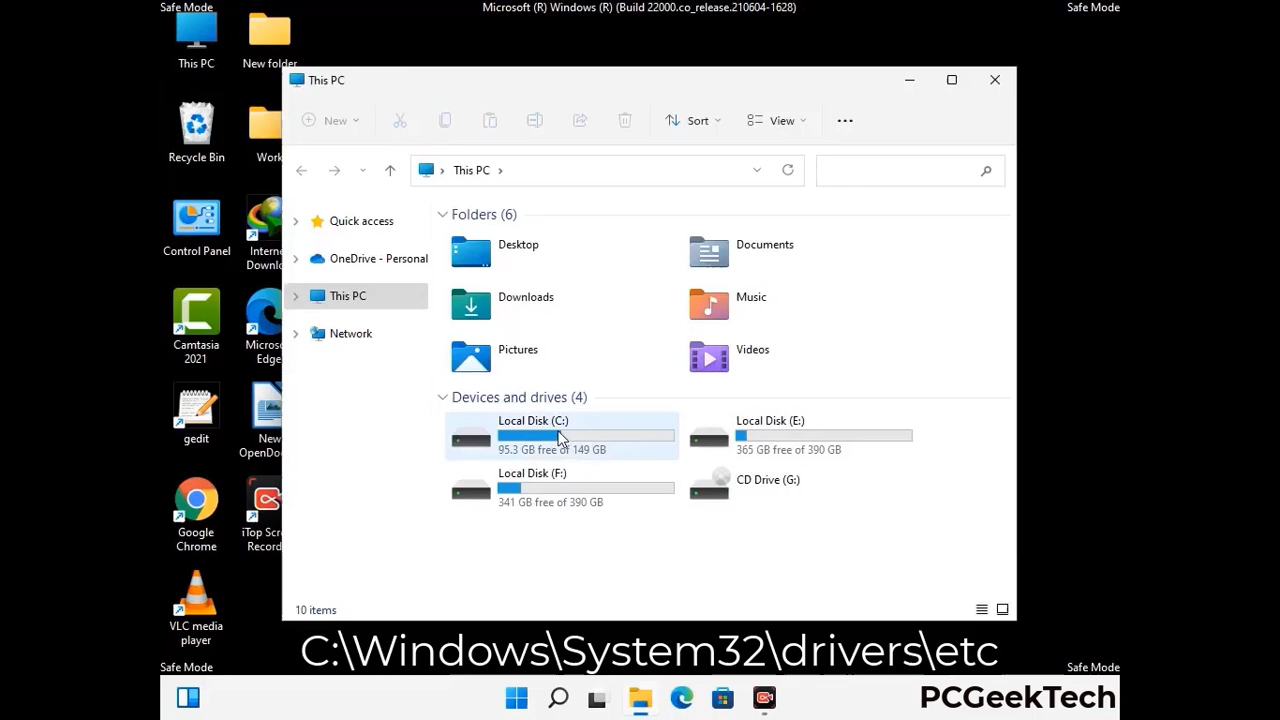 Safe Mode
Microsoft (R) Windows (R) (Build 22000.co_release.210604-1628)
Safe Mode
This PC
New folder
Recycle Bin
Work
Control Panel
Intern
Downlo
Camtasia
2021
Micros
Edge
gedit
New
OpenDo
Google
Chrome
iTop Scre
Record
VLC media
player
This PC
New
Sort
View
This PC
Quick access
OneDrive - Personal
This PC
Network
Folders (6)
Desktop
Documents
Downloads
Music
Pictures
Videos
Devices and drives (4)
Local Disk (C:)
95.3 GB free of 149 GB
Local Disk (E:)
365 GB free of 390 GB
Local Disk (F:)
341 GB free of 390 GB
CD Drive (G:)
10 items
C:\Windows\System32\drivers\etc
Safe Mode
Safe Mode
PCGeekTech